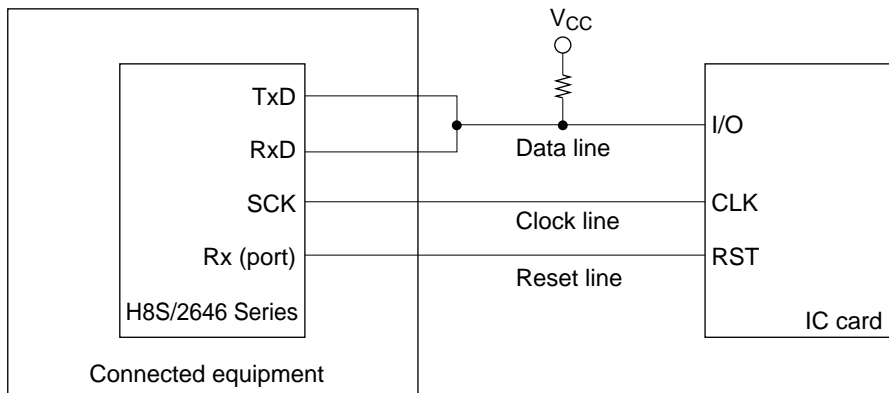 VCC
TxD
I/O
RxD
Data line
SCK
CLK
Clock line
Rx (port)
RST
Reset line
H8S/2646 Series
IC card
Connected equipment